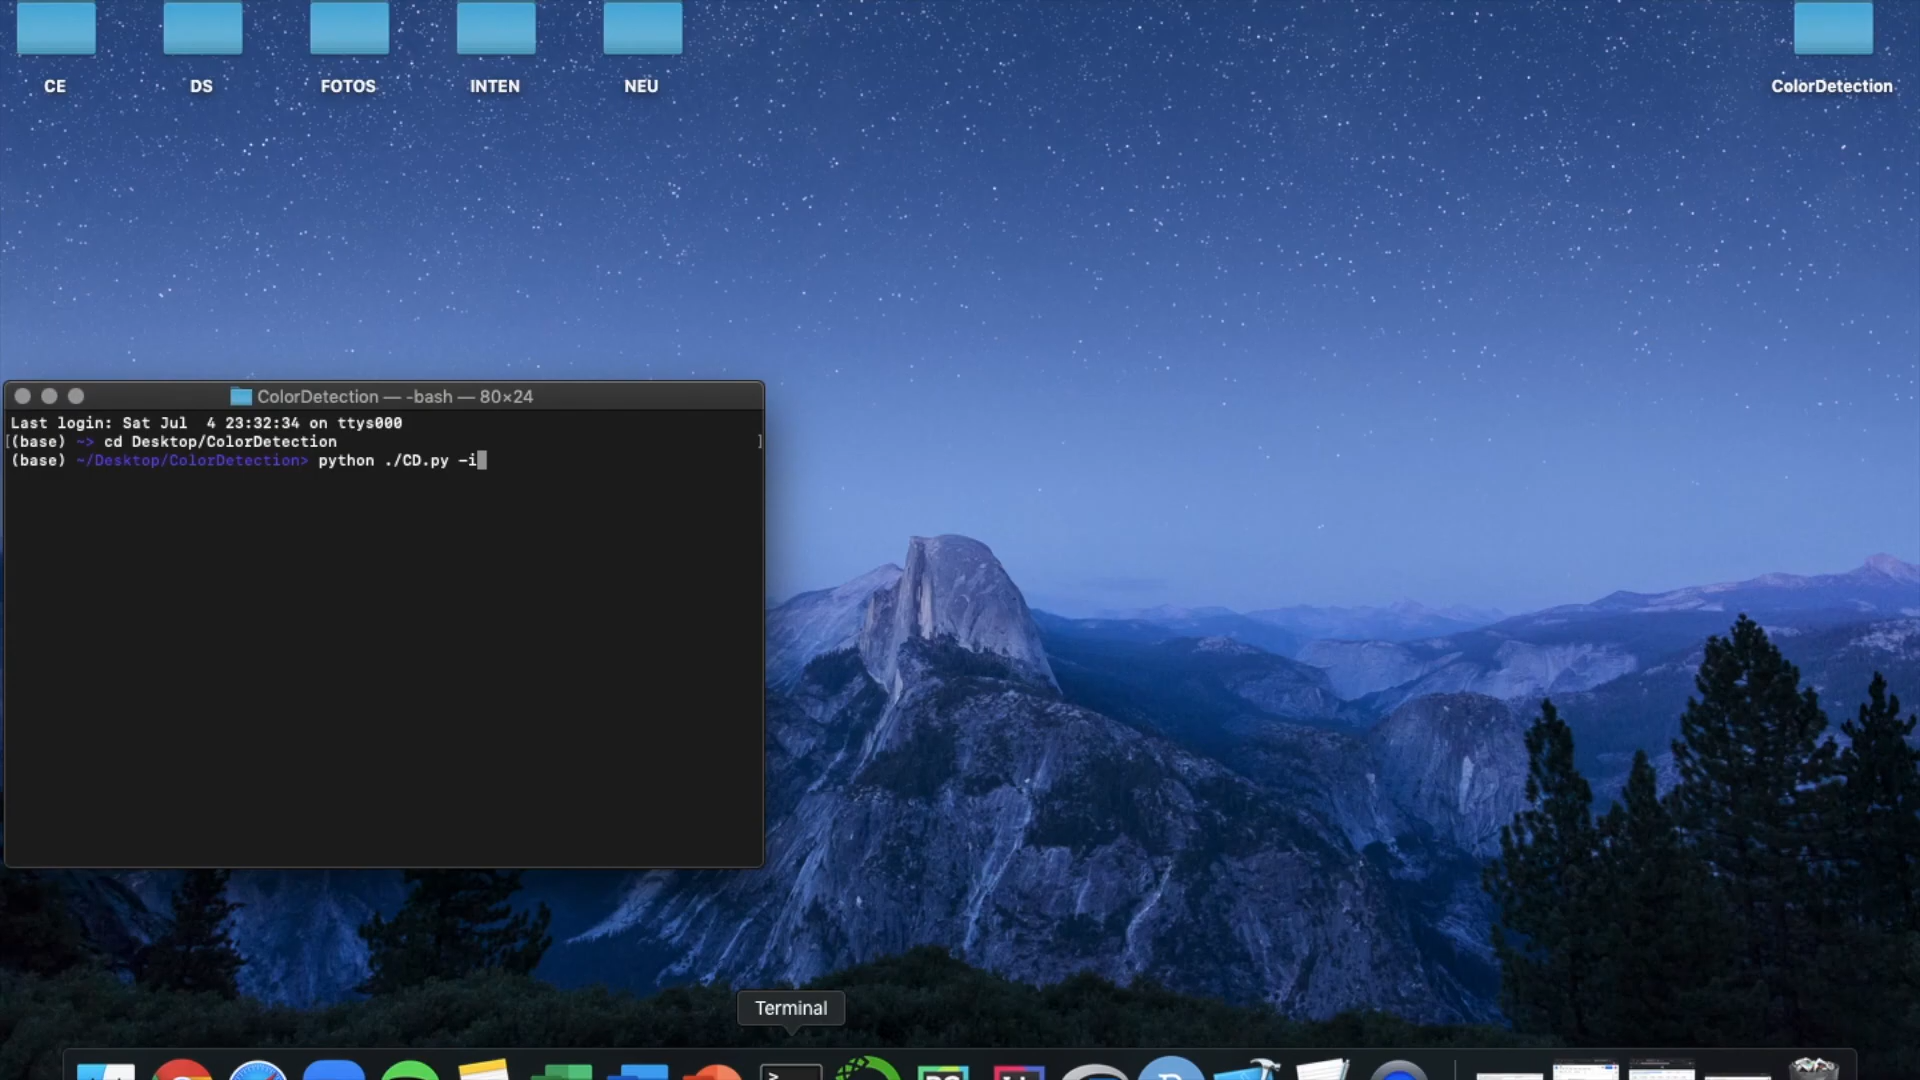 CE
DS
FOTOS
INTEN
NEU
ColorDetection
ColorDetection — -bash — 80×24
Last login: Sat Jul  4 23:32:34 on ttys000
[(base) ~> cd Desktop/ColorDetection ]
(base) ~/Desktop/ColorDetection> python ./CD.py -i
Terminal